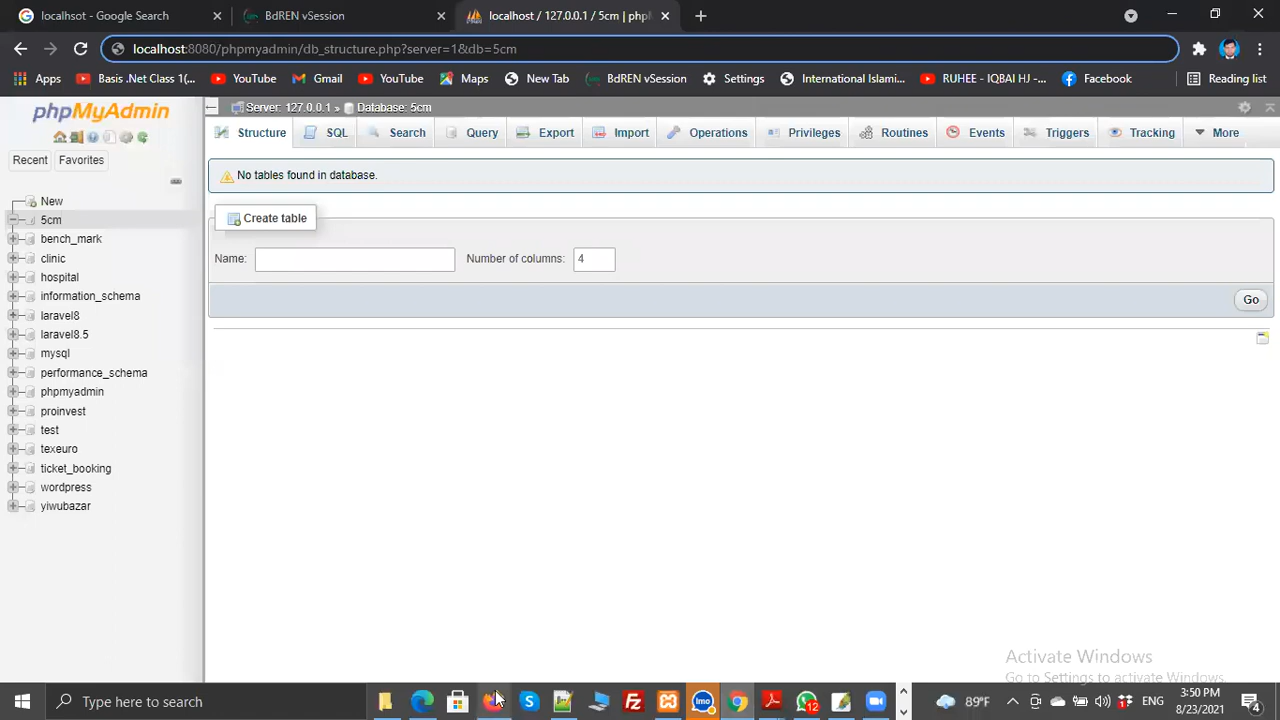 localhsot - Google Search
BdREN vSession
localhost / 127.0.0.1 / 5cm | php
localhost:8080/phpmyadmin/db_structure.php?server=1&db=5cm
Apps
Basis .Net Class 1(...
YouTube
Gmail
YouTube
Maps
New Tab
BdREN vSession
Settings
International Islami...
RUHEE - IQBAl HJ -...
Facebook
Reading list
phpMyAdmin
Recent
Favorites
New
5cm
bench_mark
clinic
hospital
information_schema
laravel8
laravel8.5
mysql
performance_schema
phpmyadmin
proinvest
test
texeuro
ticket_booking
wordpress
yiwubazar
Server: 127.0.0.1 » Database: 5cm
Structure
SQL
Search
Query
Export
Import
Operations
Privileges
Routines
Events
Triggers
Tracking
More
No tables found in database.
Create table
Name:
Number of columns: 4
Go
Activate Windows
Go to Settings to activate Windows.
Type here to search
imo
12
89°F
ENG
3:50 PM
8/23/2021
4